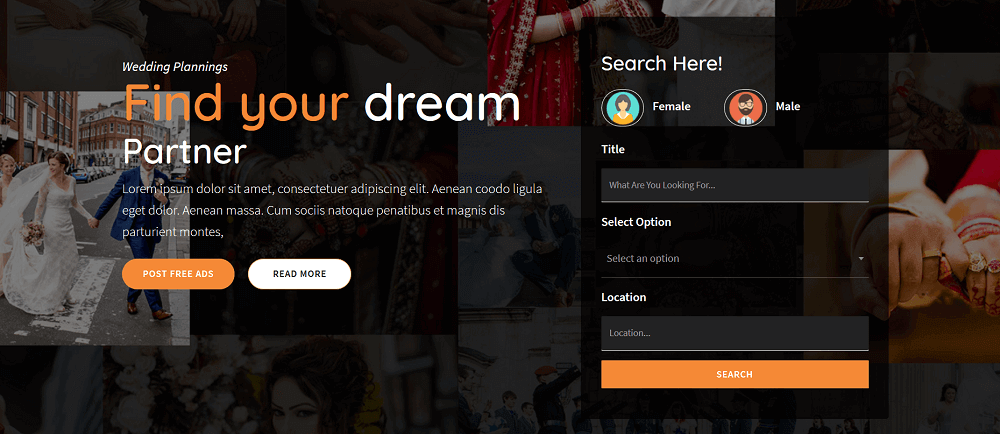 Wedding Plannings
Find your dream
Partner
Lorem ipsum dolor sit amet, consectetuer adipiscing elit. Aenean coodo ligula
eget dolor. Aenean massa. Cum sociis natoque penatibus et magnis dis
parturient montes,
POST FREE ADS
READ MORE
Search Here!
Female
Male
Title
What Are You Looking For...
Select Option
Select an option
Location
Location...
SEARCH